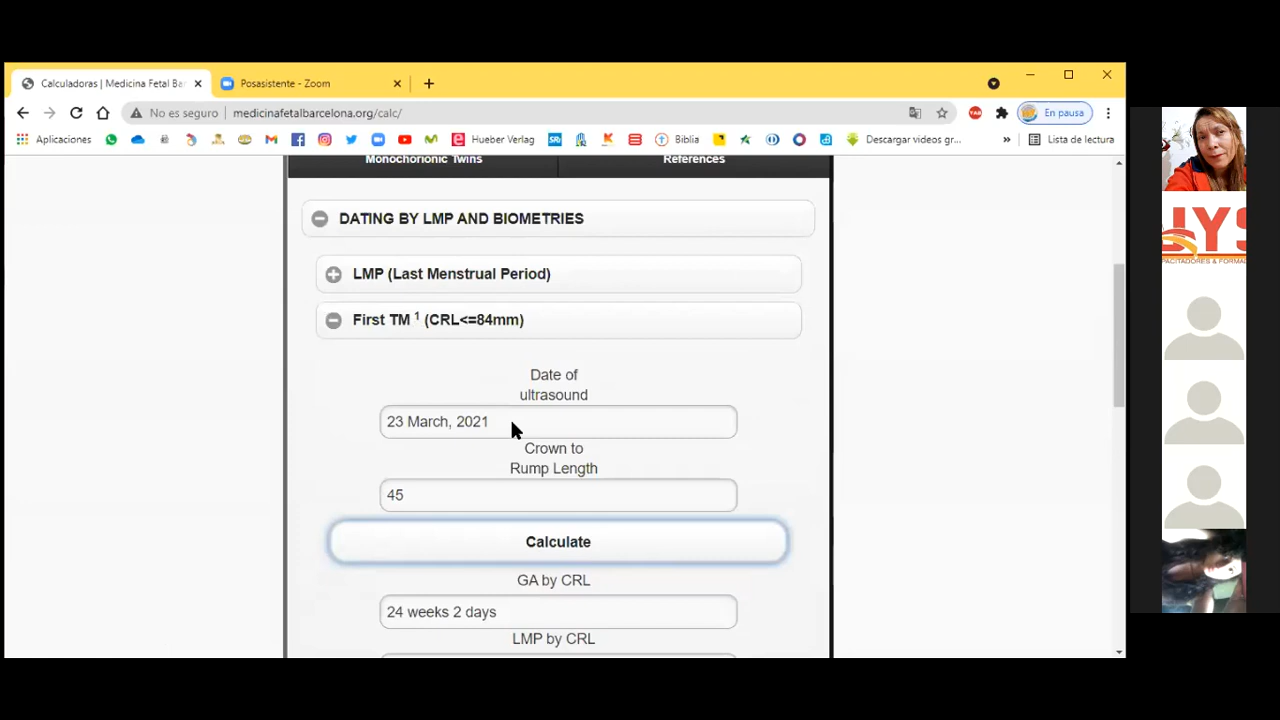 Calculadoras | Medicina Fetal Bar
Posasistente - Zoom
No es seguro
medicinafetalbarcelona.org/calc/
En pausa
Aplicaciones
Hueber Verlag
Biblia
Descargar videos gr...
»
Lista de lectura
Monochorionic Twins
References
DATING BY LMP AND BIOMETRIES
LMP (Last Menstrual Period)
First TM 1 (CRL<=84mm)
Date of
ultrasound
23 March, 2021
Crown to
Rump Length
45
Calculate
GA by CRL
24 weeks 2 days
LMP by CRL
JYS